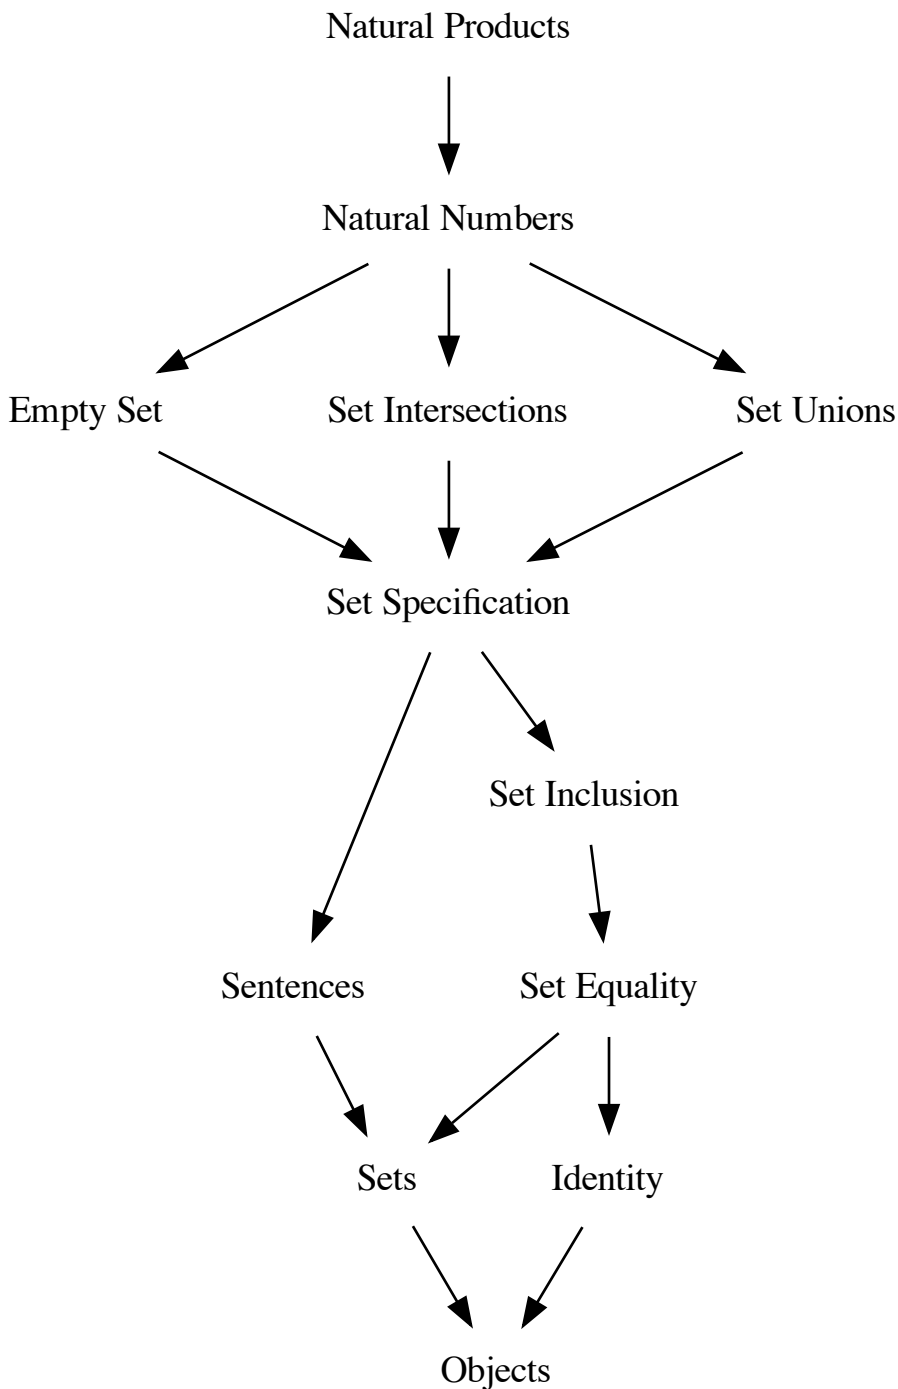 Natural Products
Natural Numbers
Empty Set
Set Intersections
Set Unions
Set Specification
Set Inclusion
Sentences
Set Equality
Sets
Identity
Objects